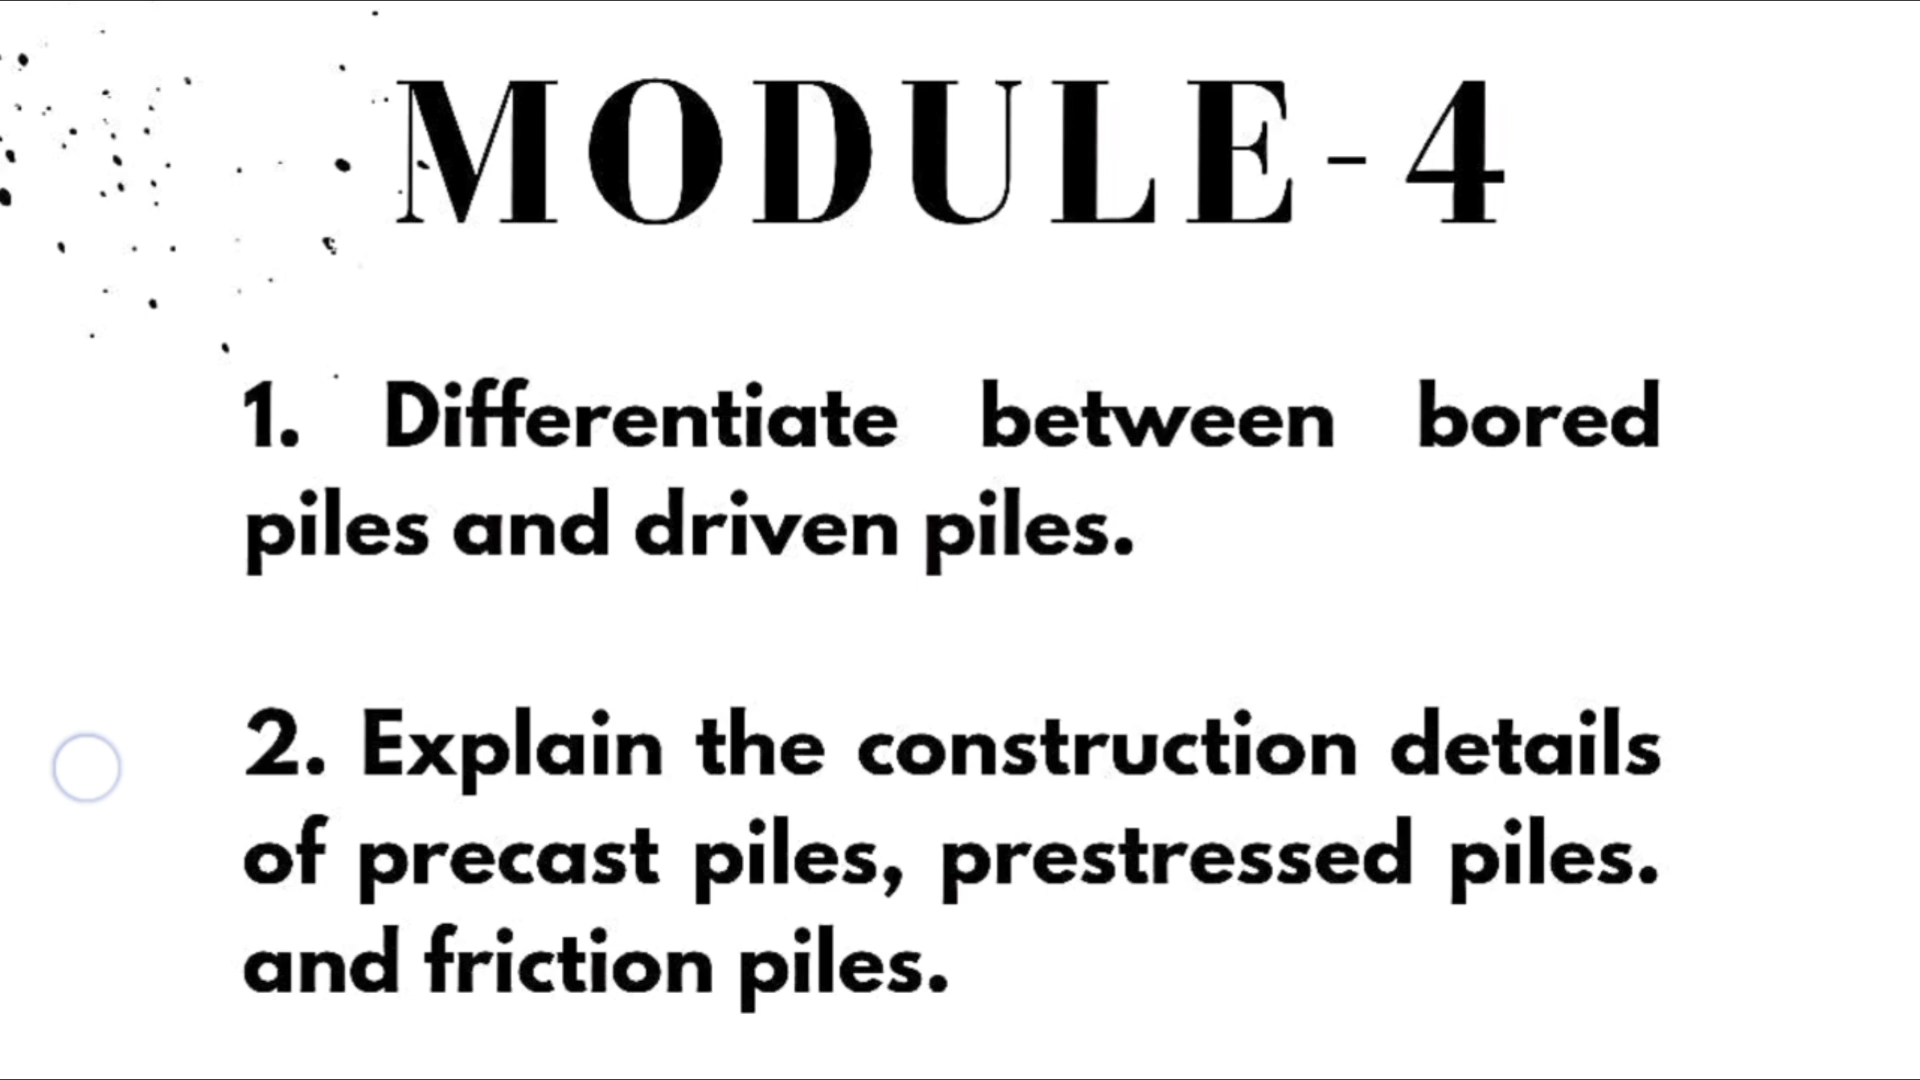 MODULE-4
1. Differentiate between bored
piles and driven piles.
2. Explain the construction details
of precast piles, prestressed piles.
and friction piles.